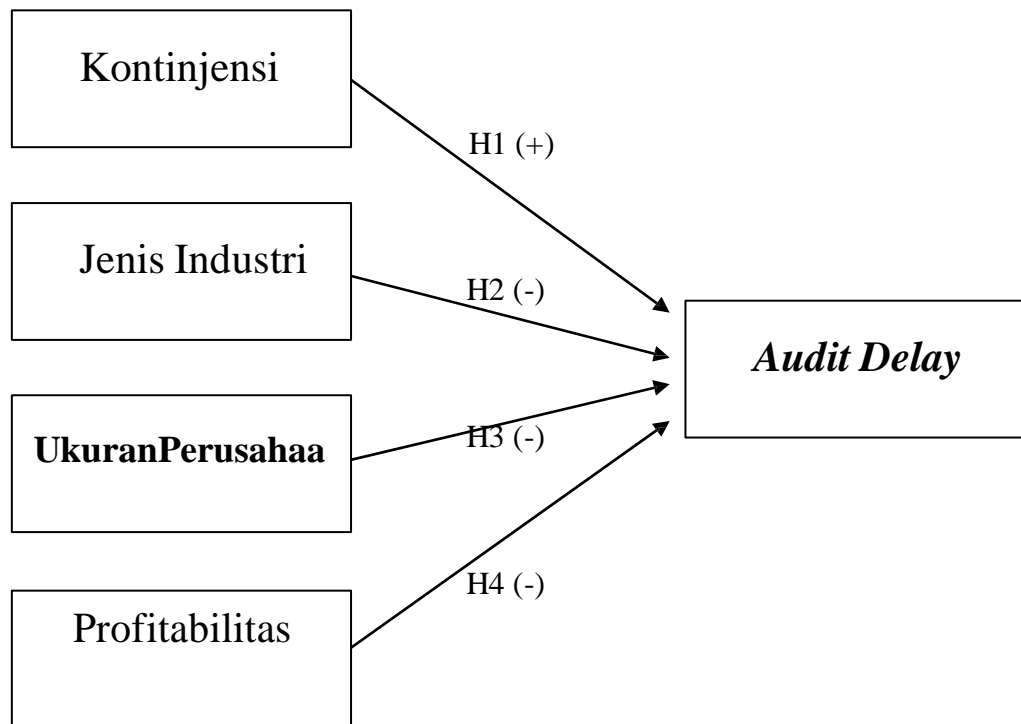 Kontinjensi
H1 (+)
Jenis Industri
H2 (-)
Audit Delay
UkuranPerusahaa
H3 (-)
H4 (-)
Profitabilitas